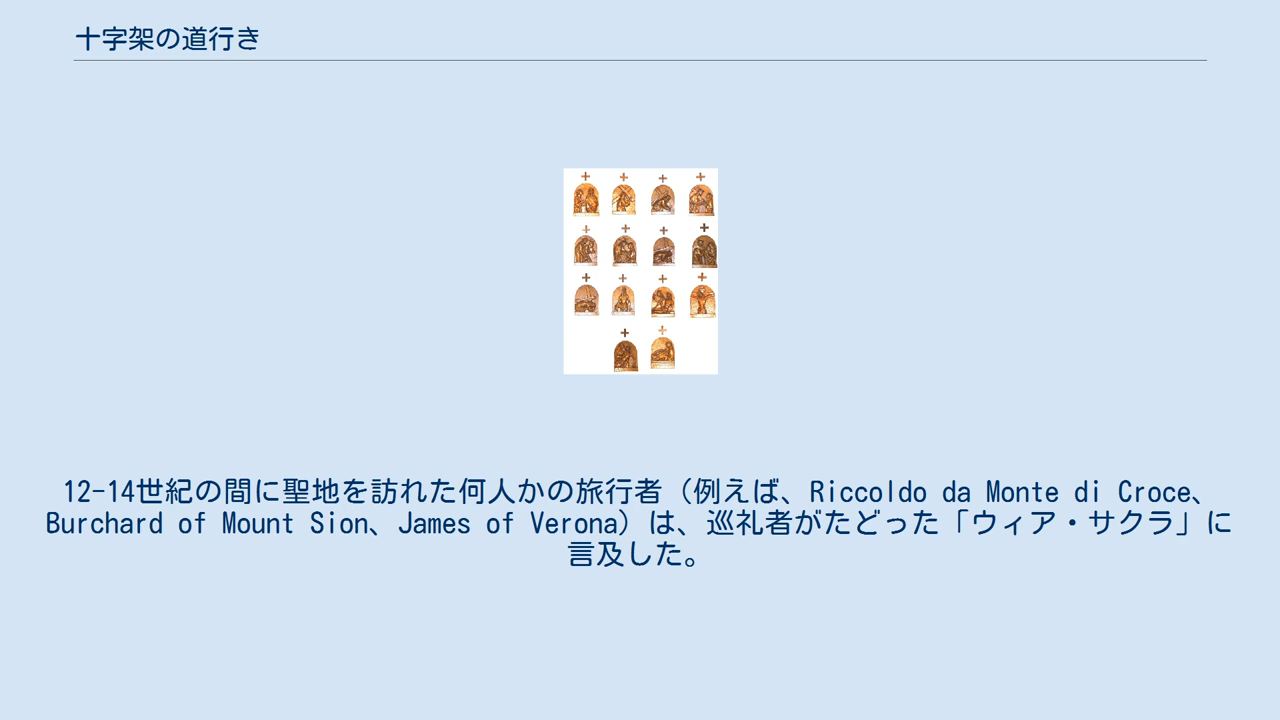 十字架の道行き
12-14世紀の間に聖地を訪れた何人かの旅行者（例えば、Riccoldo da Monte di Croce、
Burchard of Mount Sion、James of Verona）は、巡礼者がたどった「ウィア・サクラ」に
言及した。